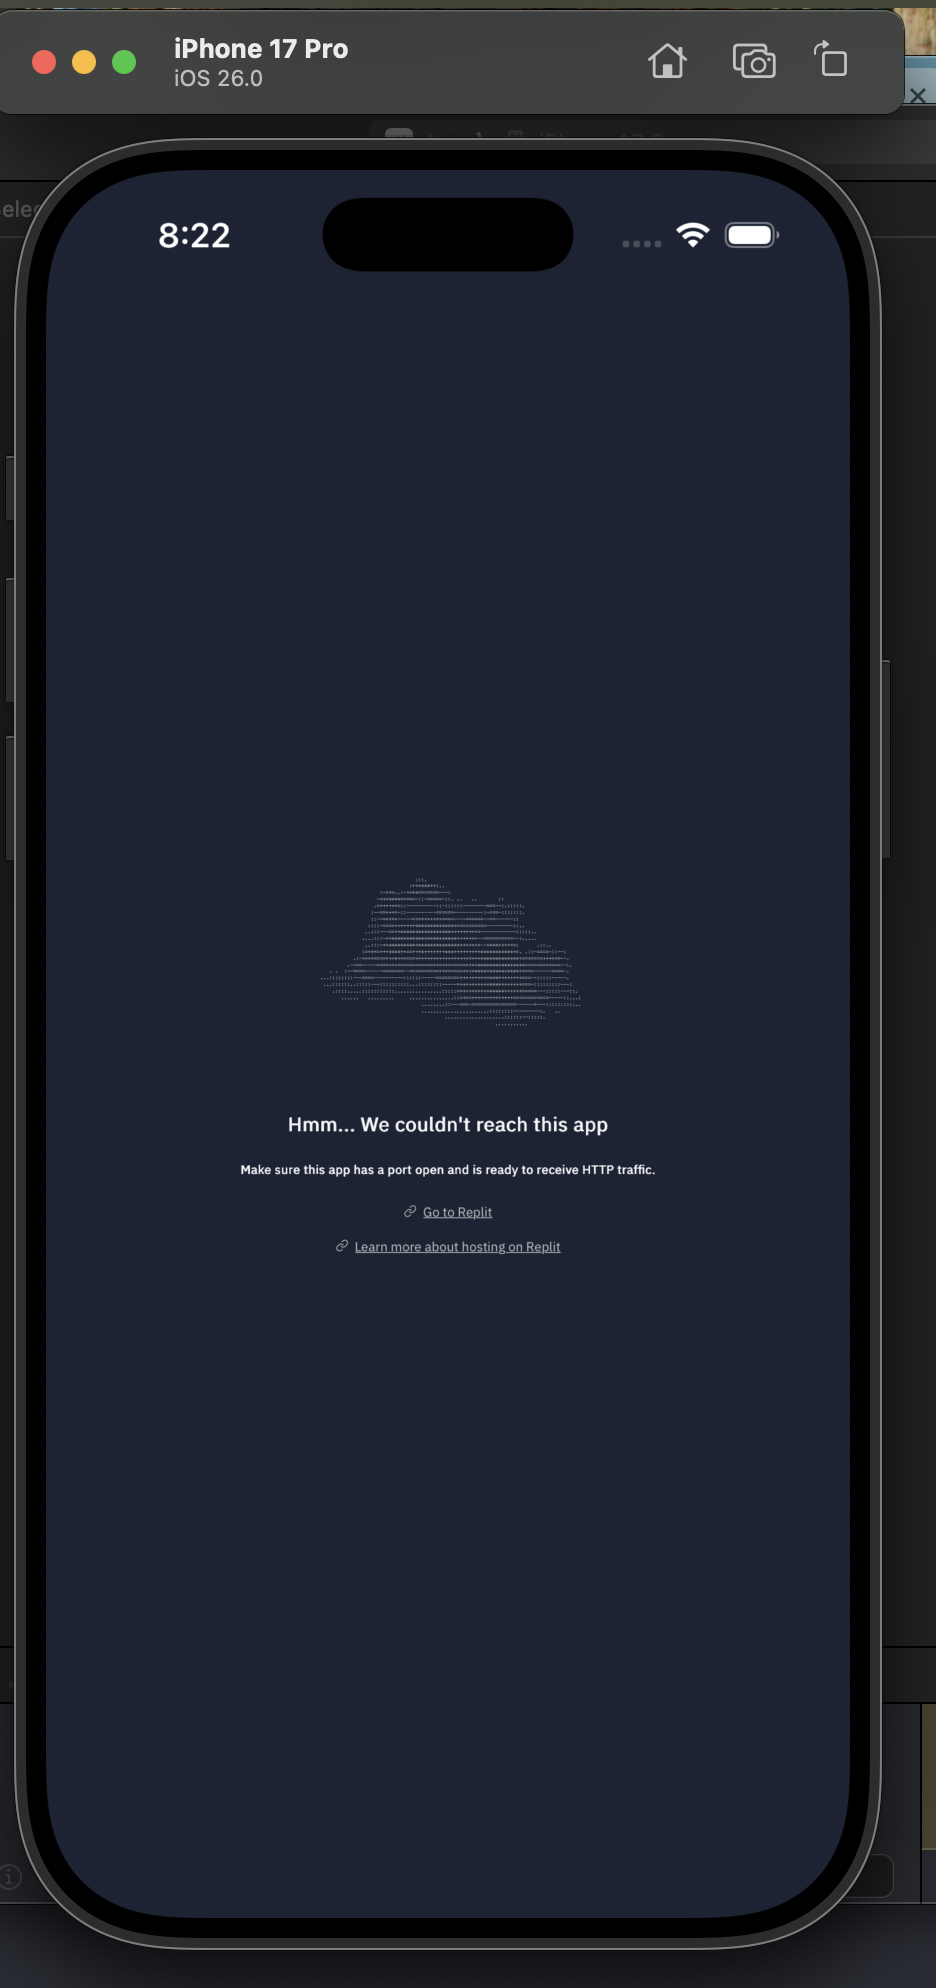 iPhone 17 Pro
iOS 26.0
8:22
Hmm... We couldn't reach this app
Make sure this app has a port open and is ready to receive HTTP traffic.
Go to Replit
Learn more about hosting on Replit